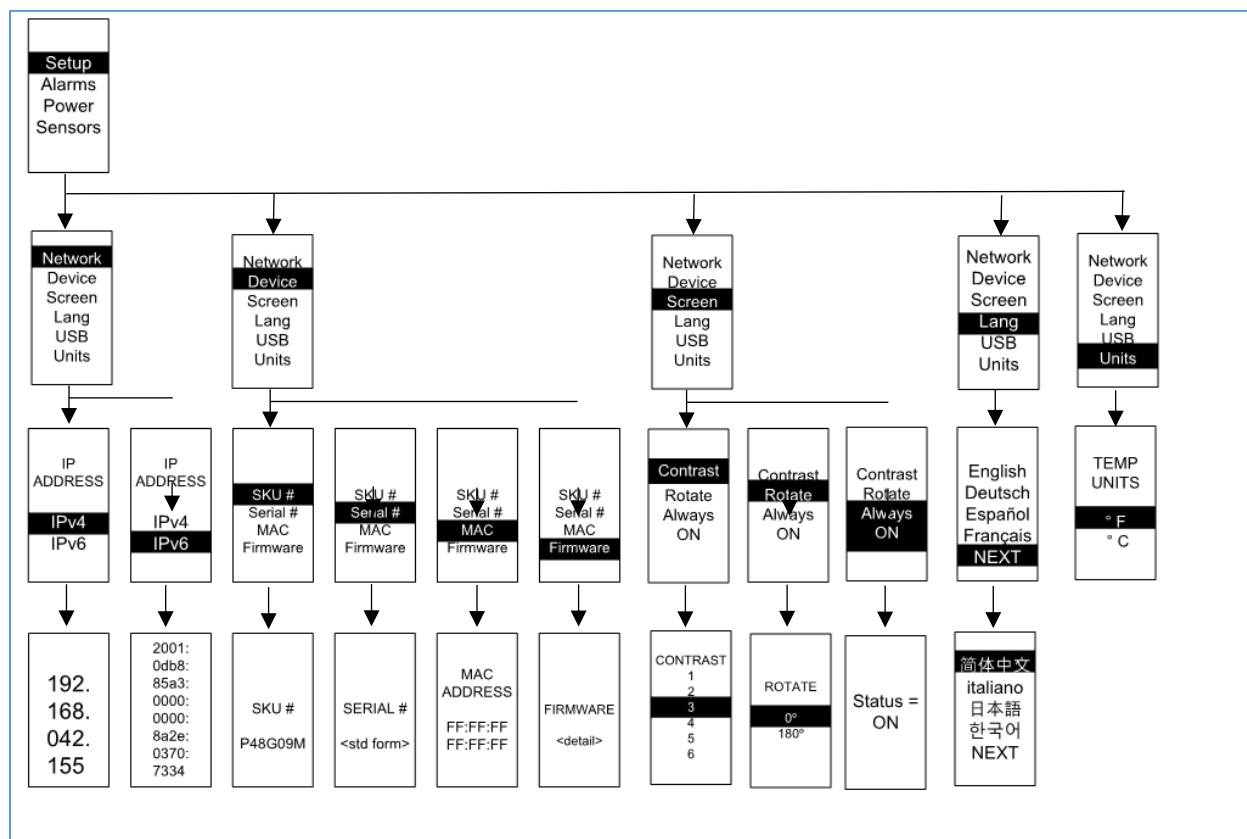 Setup
Alarms
Power
Sensors
Network
Device
Screen
Lang
USB
Units
Network
Device
Screen
Lang
USB
Units
Network
Device
Screen
Lang
USB
Units
Network
Device
Screen
Lang
USB
Units
Network
Device
Screen
Lang
USB
Units
IP
ADDRESS
IPv4
IPv6
IP
ADDRESS
IPv4
IPv6
SKU #
Serial #
MAC
Firmware
SKU #
Serial #
MAC
Firmware
SKU #
Serial #
MAC
Firmware
SKU #
Serial #
MAC
Firmware
Contrast
Rotate
Always
ON
Contrast
Rotate
Always
ON
Contrast
Rotate
Always
ON
English
Deutsch
Español
Français
NEXT
TEMP
UNITS
° F
° C
192.
168.
042.
155
2001:
0db8:
85a3:
0000:
0000:
8a2e:
0370:
7334
SKU #
P48G09M
SERIAL #
<std form>
MAC
ADDRESS
FF:FF:FF
FF:FF:FF
FIRMWARE
<detail>
CONTRAST
1
2
3
4
5
6
ROTATE
0º
180º
Status =
ON
简体中文
italiano
日本語
한국어
NEXT